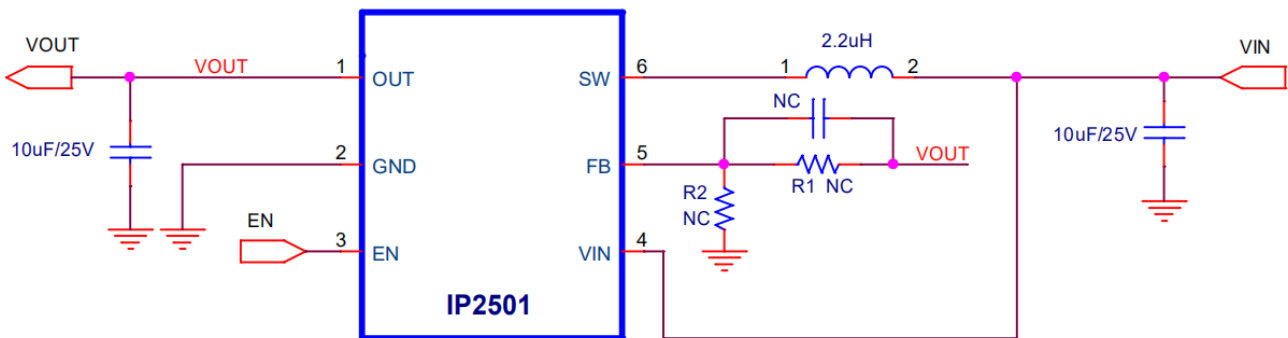 VOUT
VOUT
10uF/25V
1
OUT
2
GND
EN
3
EN
IP2501
SW
6
1
2.2uH
2
VIN
NC
FB
5
R1 NC
VOUT
R2
NC
VIN
4
10uF/25V